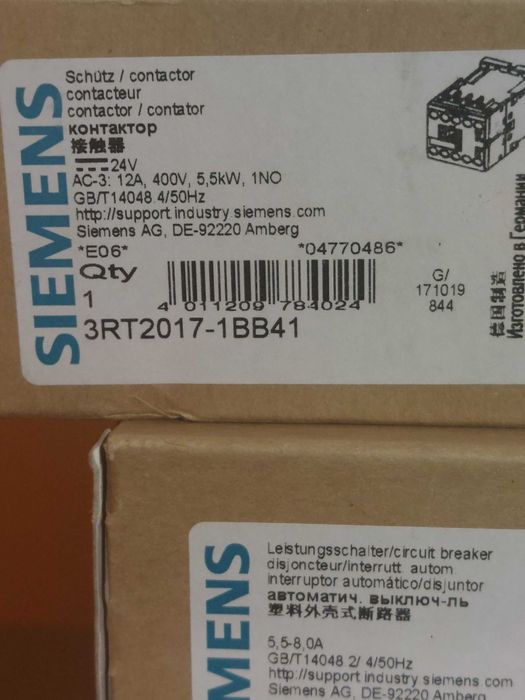 SIEMENS
Schütz / contactor
contacteur
contactor / contator
контактор
接触器
24V
AC-3: 12A, 400V, 5,5kW, 1NO
GB/T14048.4/50Hz
http://support.industry.siemens.com
Siemens AG, DE-92220 Amberg
*E06* *04770486*
Qty
1
4 011209 784024
G/
171019
844
3RT2017-1BB41
德国制造
Изготовлено в Германии
SIEMENS
Leistungsschalter/circuit breaker
disjoncteur/interrutt. autom.
interruptor automático/disjuntor
автоматич. выключ-ль
塑料外壳式断路器
5,5-8,0A
GB/T14048 2/ 4/50Hz
http://support industry siemens com
Siemens AG, DE-92220 Amberg